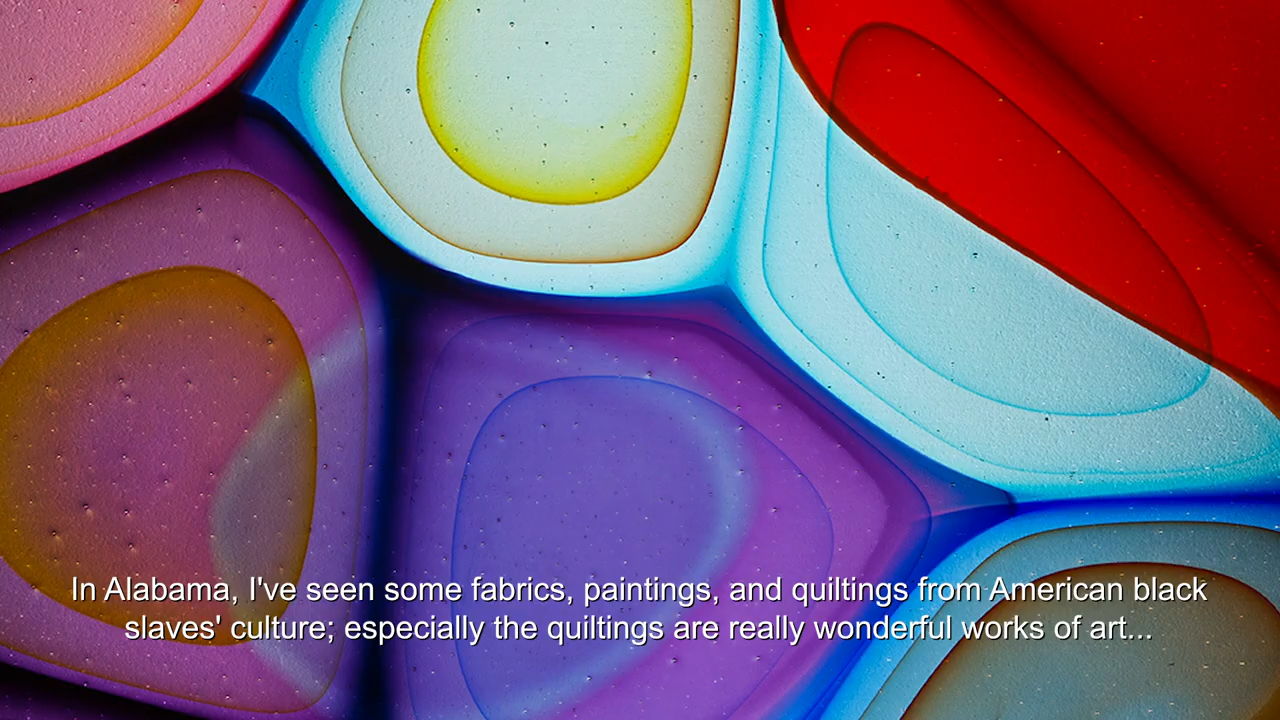 In Alabama, I've seen some fabrics, paintings, and quiltings from American black
slaves' culture; especially the quiltings are really wonderful works of art...